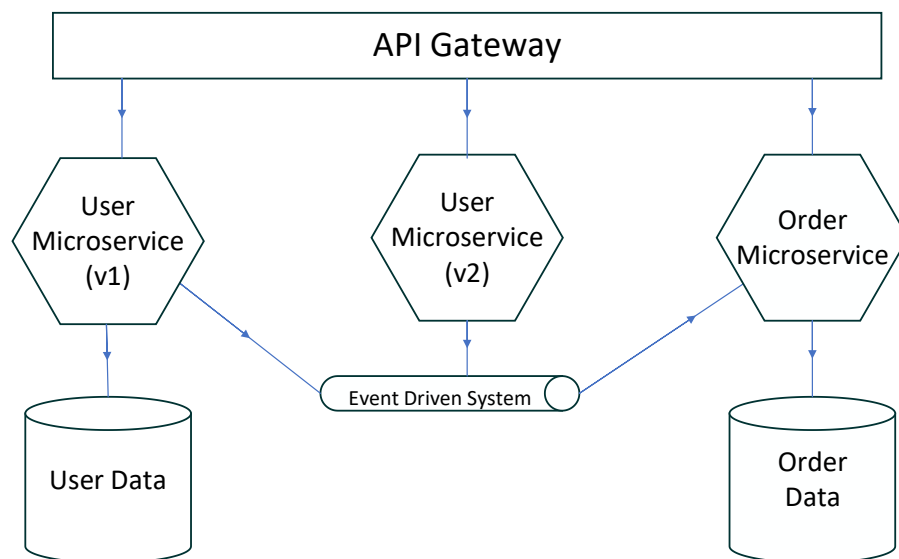 API Gateway
User
Microservice
(v1)
User
Microservice
(v2)
Order
Microservice
Event Driven System
User Data
Order
Data